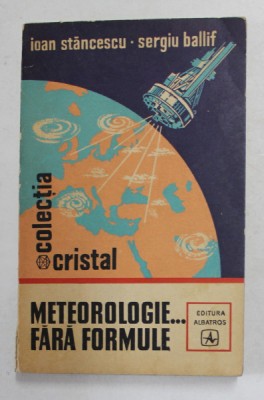 ioan stăncescu · sergiu ballif
colecția
cristal
METEOROLOGIE...
FĂRĂ FORMULE
EDITURA
ALBATROS